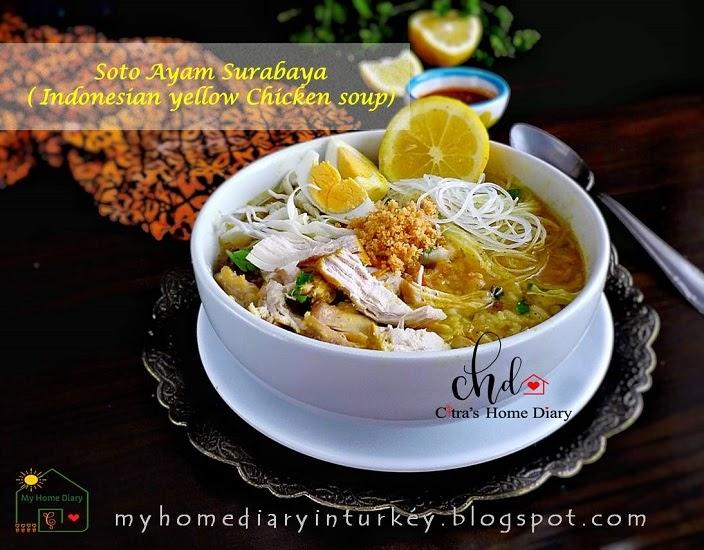 Soto Ayam Surabaya
( Indonesian yellow Chicken soup)
chd
Citra's Home Diary
My Home Diary
C
myhomediaryinturkey.blogspot.com